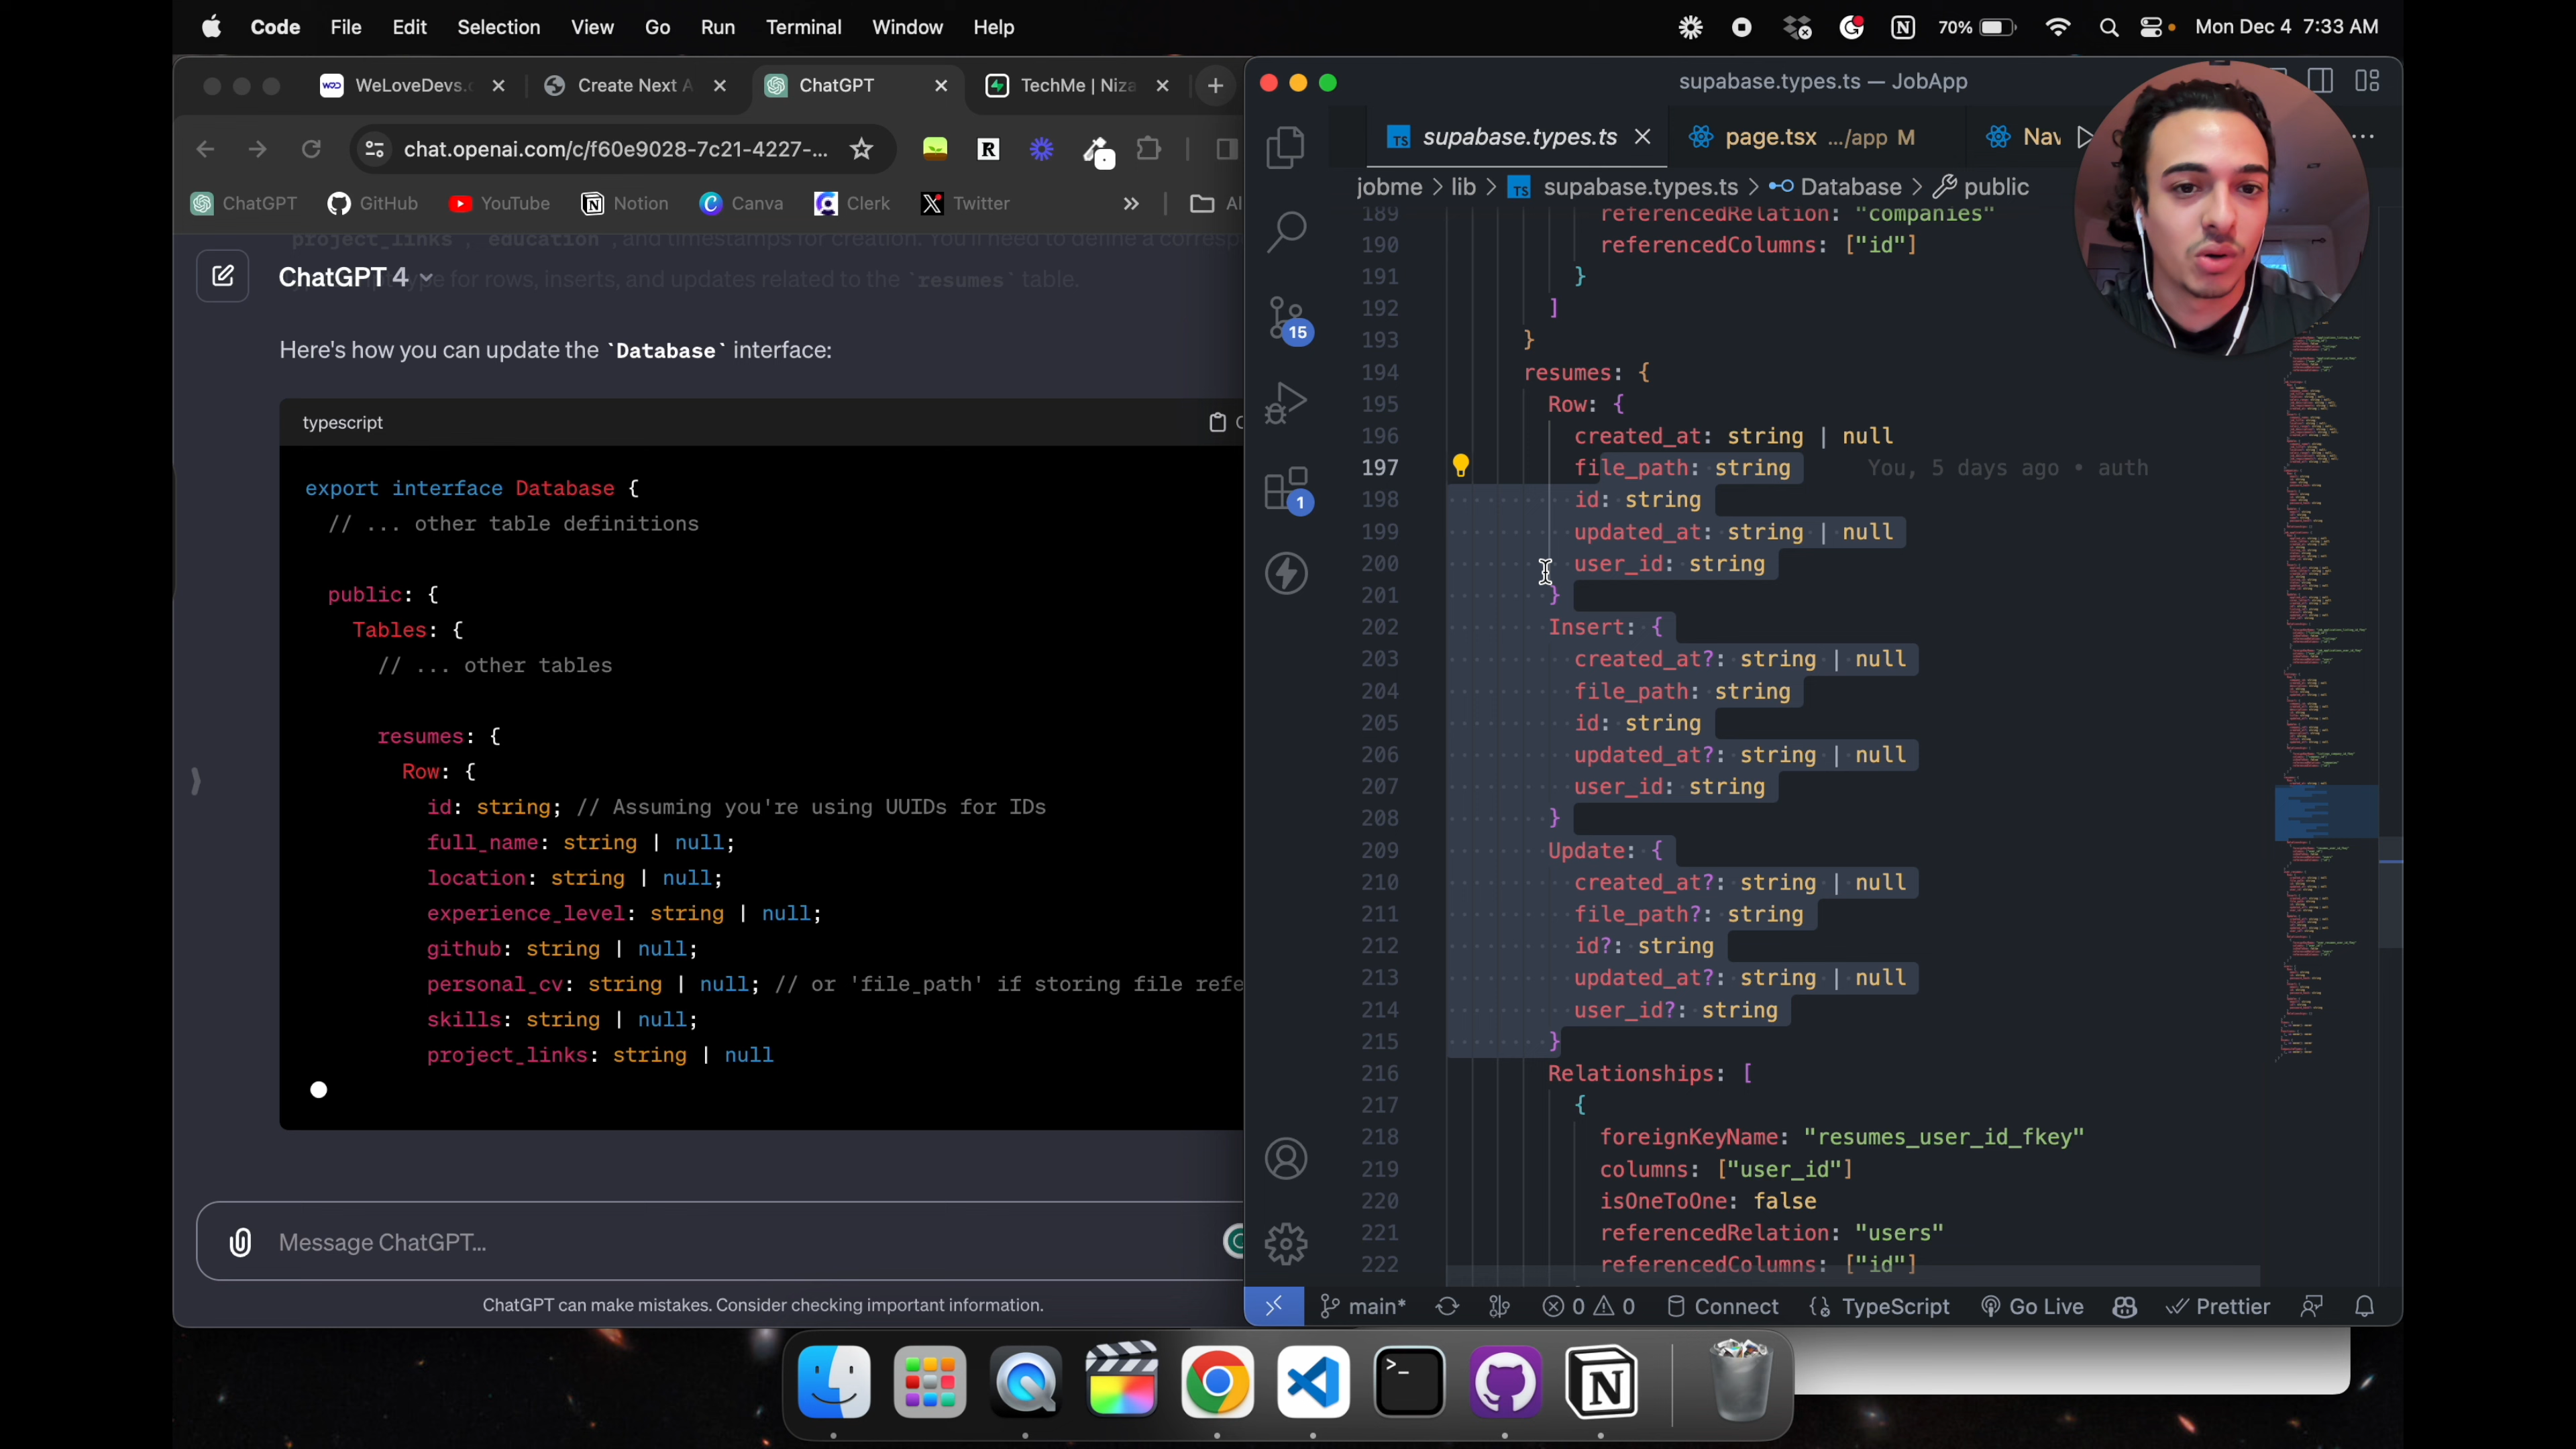 Code File Edit Selection View Go Run Terminal Window Help
70% Mon Dec 4 7:33 AM
WeLoveDevs.c
Create Next A
ChatGPT
TechMe | Niza
chat.openai.com/c/f60e9028-7c21-4227-...
ChatGPT GitHub YouTube Notion Canva Clerk Twitter Al
`project_links`, `education`, and timestamps for creation. You'll need to define a corresp
ChatGPT 4
type for rows, inserts, and updates related to the `resumes` table.
Here's how you can update the `Database` interface:
typescript
export interface Database {
// ... other table definitions
public: {
Tables: {
// ... other tables
resumes: {
Row: {
id: string; // Assuming you're using UUIDs for IDs
full_name: string | null;
location: string | null;
experience_level: string | null;
github: string | null;
personal_cv: string | null; // or 'file_path' if storing file refe
skills: string | null;
project_links: string | null
Message ChatGPT...
ChatGPT can make mistakes. Consider checking important information.
supabase.types.ts — JobApp
supabase.types.ts
page.tsx .../app M
Nav
jobme > lib > TS supabase.types.ts > Database > public
15
1
189 referencedRelation: "companies"
190 referencedColumns: ["id"]
191 }
192 ]
193 }
194 resumes: {
195 Row: {
196 created_at: string | null
197 file_path: string You, 5 days ago • auth
198 id: string
199 updated_at: string | null
200 user_id: string
201 }
202 Insert: {
203 created_at?: string | null
204 file_path: string
205 id: string
206 updated_at?: string | null
207 user_id: string
208 }
209 Update: {
210 created_at?: string | null
211 file_path?: string
212 id?: string
213 updated_at?: string | null
214 user_id?: string
215 }
216 Relationships: [
217 {
218 foreignKeyName: "resumes_user_id_fkey"
219 columns: ["user_id"]
220 isOneToOne: false
221 referencedRelation: "users"
222 referencedColumns: ["id"]
main* 0 0 Connect TypeScript Go Live Prettier